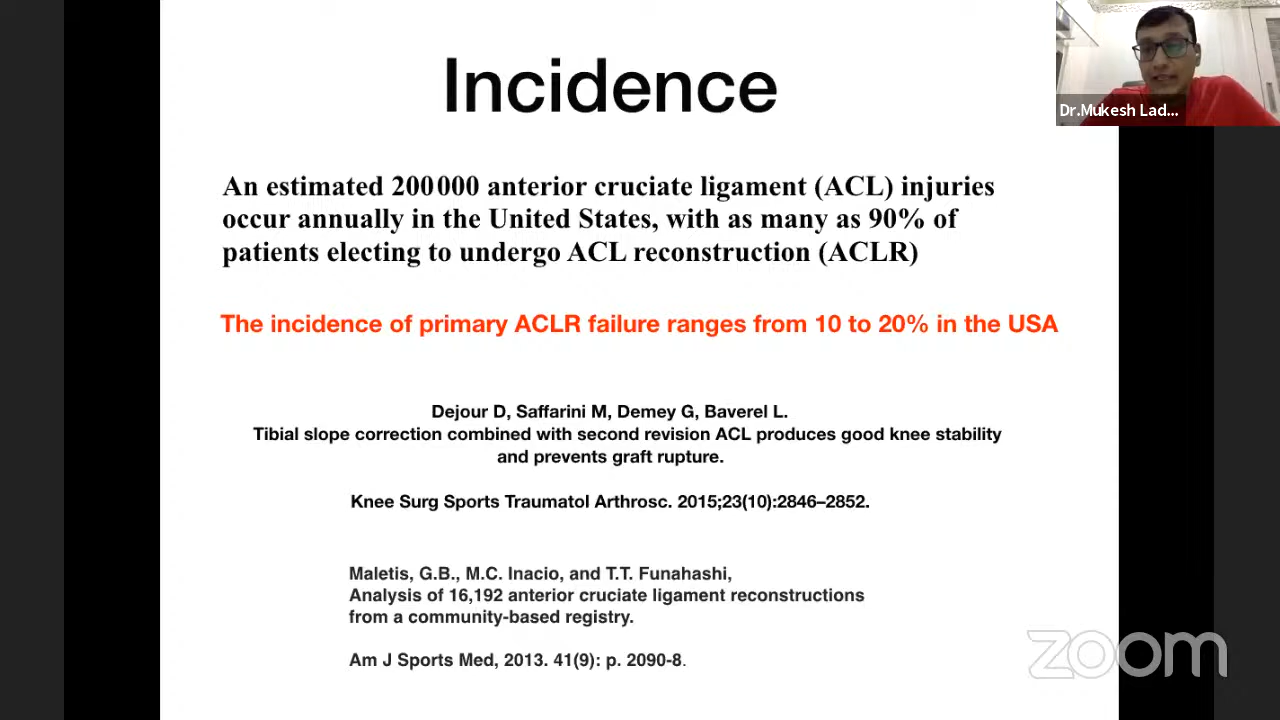 Incidence
Dr.Mukesh Lad...
An estimated 200000 anterior cruciate ligament (ACL) injuries
occur annually in the United States, with as many as 90% of
patients electing to undergo ACL reconstruction (ACLR)
The incidence of primary ACLR failure ranges from 10 to 20% in the USA
Dejour D, Saffarini M, Demey G, Baverel L.
Tibial slope correction combined with second revision ACL produces good knee stability
and prevents graft rupture.
Knee Surg Sports Traumatol Arthrosc. 2015;23(10):2846–2852.
Maletis, G.B., M.C. Inacio, and T.T. Funahashi,
Analysis of 16,192 anterior cruciate ligament reconstructions
from a community-based registry.
Am J Sports Med, 2013. 41(9): p. 2090-8.
zoom